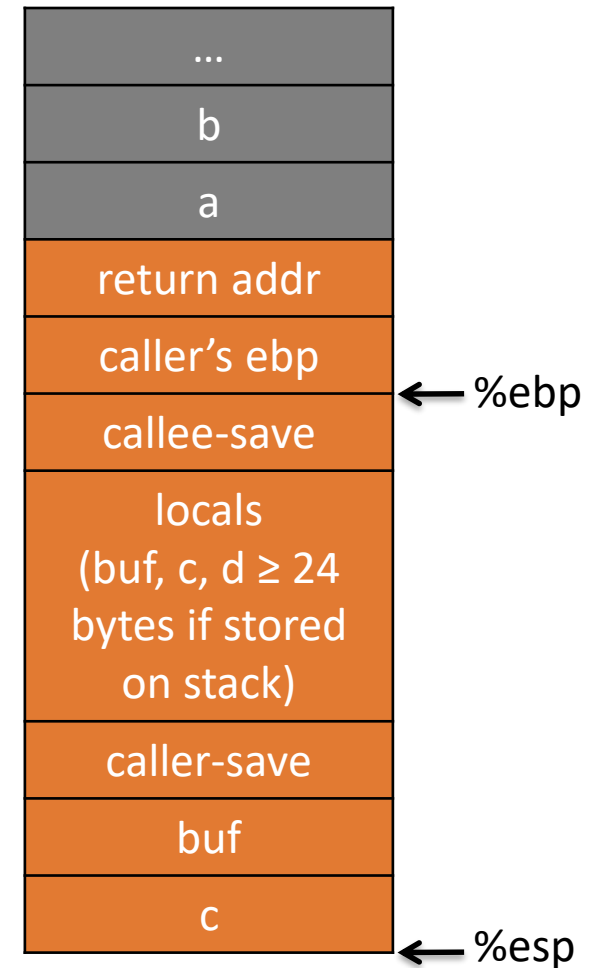 …
b
a
return addr
caller’s ebp
%ebp
callee-save
locals
(buf, c, d ≥ 24
bytes if stored
on stack)
caller-save
buf
c
%esp